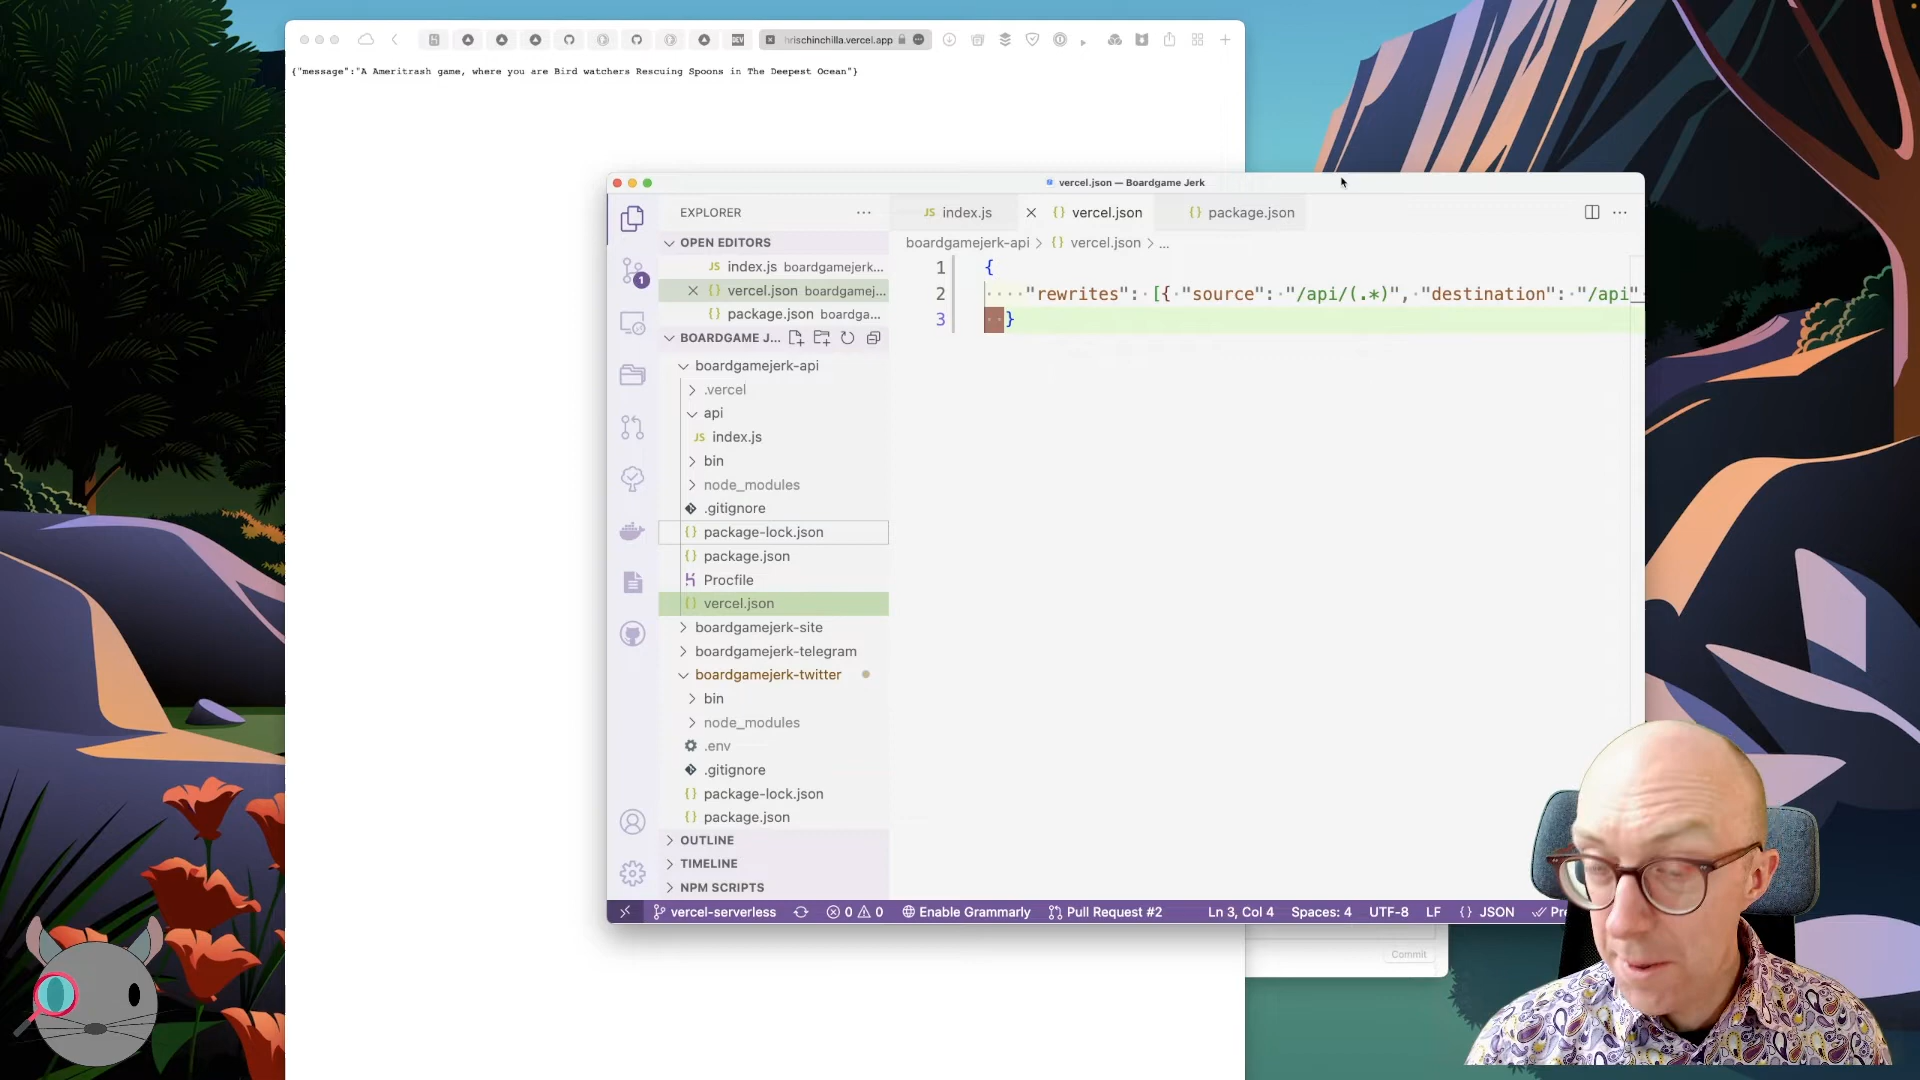 DEV
hrischinchilla.vercel.app
{"message":"A Ameritrash game, where you are Bird watchers Rescuing Spoons in The Deepest Ocean"}
vercel.json — Boardgame Jerk
EXPLORER
JS index.js
{} vercel.json
{} package.json
OPEN EDITORS
boardgamejerk-api > {} vercel.json > ...
JS index.js boardgamejerk...
{} vercel.json boardgamej...
{} package.json boardga...
1 {
2 "rewrites": [{ "source": "/api/(.*)", "destination": "/api"
3 }
1
BOARDGAME J...
boardgamejerk-api
.vercel
api
JS index.js
bin
node_modules
.gitignore
{} package-lock.json
{} package.json
Procfile
{} vercel.json
boardgamejerk-site
boardgamejerk-telegram
boardgamejerk-twitter
bin
node_modules
.env
.gitignore
{} package-lock.json
{} package.json
OUTLINE
TIMELINE
NPM SCRIPTS
vercel-serverless 0 0 Enable Grammarly Pull Request #2 Ln 3, Col 4 Spaces: 4 UTF-8 LF {} JSON
Commit